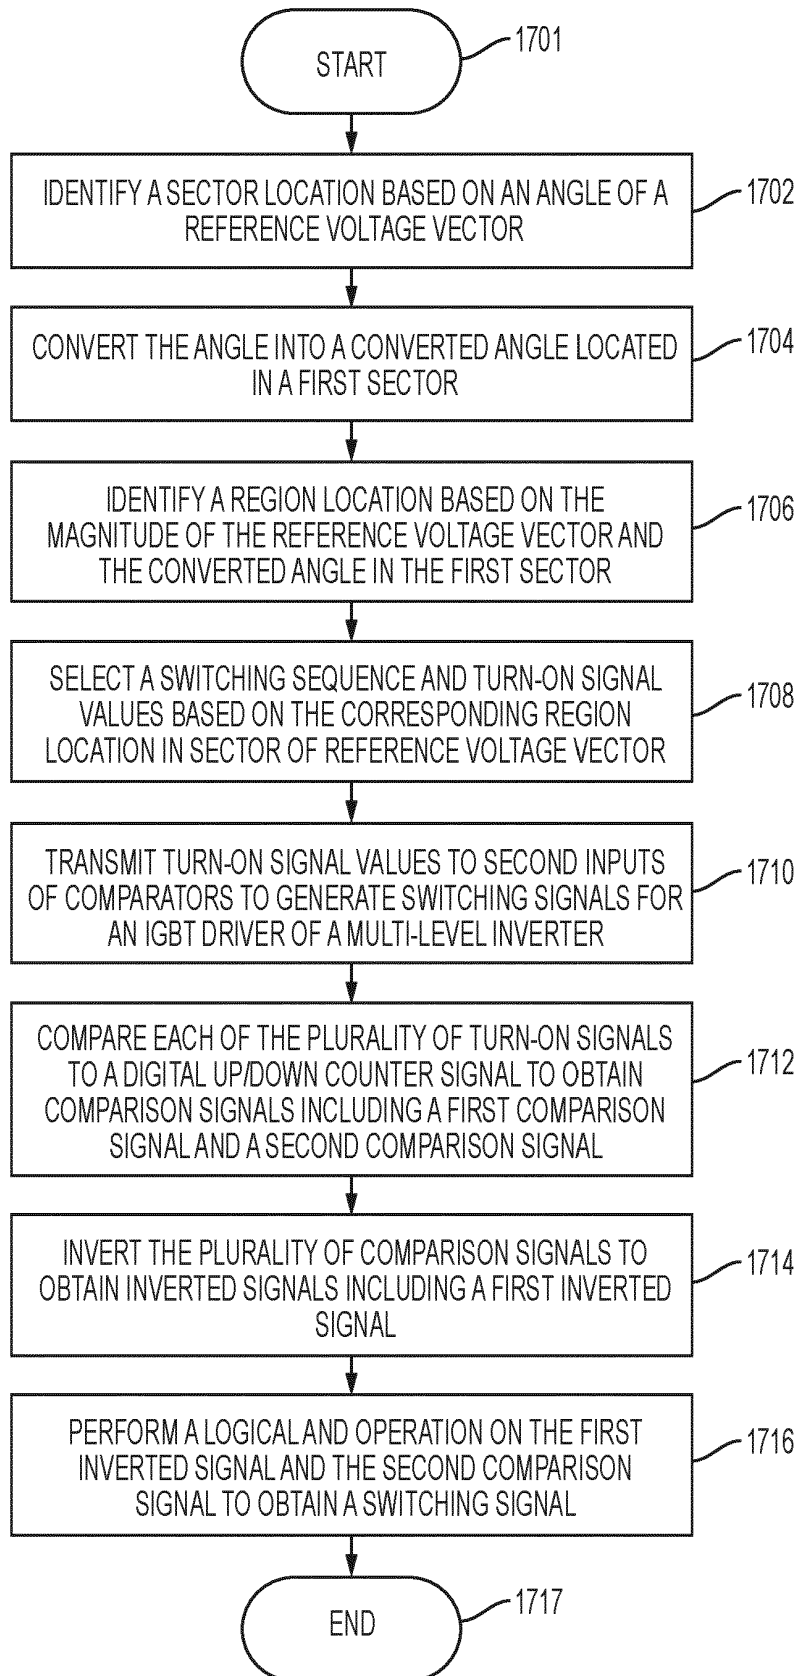 START
1701
IDENTIFY A SECTOR LOCATION BASED ON AN ANGLE OF A
REFERENCE VOLTAGE VECTOR
1702
CONVERT THE ANGLE INTO A CONVERTED ANGLE LOCATED
IN A FIRST SECTOR
1704
IDENTIFY A REGION LOCATION BASED ON THE
MAGNITUDE OF THE REFERENCE VOLTAGE VECTOR AND
THE CONVERTED ANGLE IN THE FIRST SECTOR
1706
SELECT A SWITCHING SEQUENCE AND TURN-ON SIGNAL
VALUES BASED ON THE CORRESPONDING REGION
LOCATION IN SECTOR OF REFERENCE VOLTAGE VECTOR
1708
TRANSMIT TURN-ON SIGNAL VALUES TO SECOND INPUTS
OF COMPARATORS TO GENERATE SWITCHING SIGNALS FOR
AN IGBT DRIVER OF A MULTI-LEVEL INVERTER
1710
COMPARE EACH OF THE PLURALITY OF TURN-ON SIGNALS
TO A DIGITAL UP/DOWN COUNTER SIGNAL TO OBTAIN
COMPARISON SIGNALS INCLUDING A FIRST COMPARISON
SIGNAL AND A SECOND COMPARISON SIGNAL
1712
INVERT THE PLURALITY OF COMPARISON SIGNALS TO
OBTAIN INVERTED SIGNALS INCLUDING A FIRST INVERTED
SIGNAL
1714
PERFORM A LOGICAL AND OPERATION ON THE FIRST
INVERTED SIGNAL AND THE SECOND COMPARISON
SIGNAL TO OBTAIN A SWITCHING SIGNAL
1716
END
1717